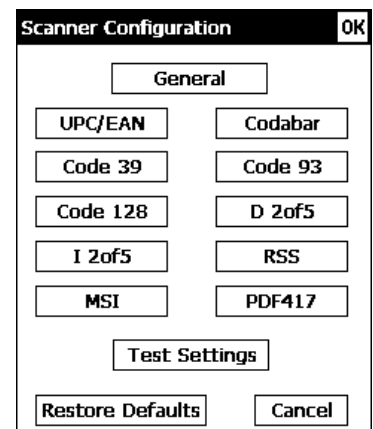 Scanner Configuration OK
General
UPC/EAN Codabar
Code 39 Code 93
Code 128 D 2of5
I 2of5 RSS
MSI PDF417
Test Settings
Restore Defaults Cancel